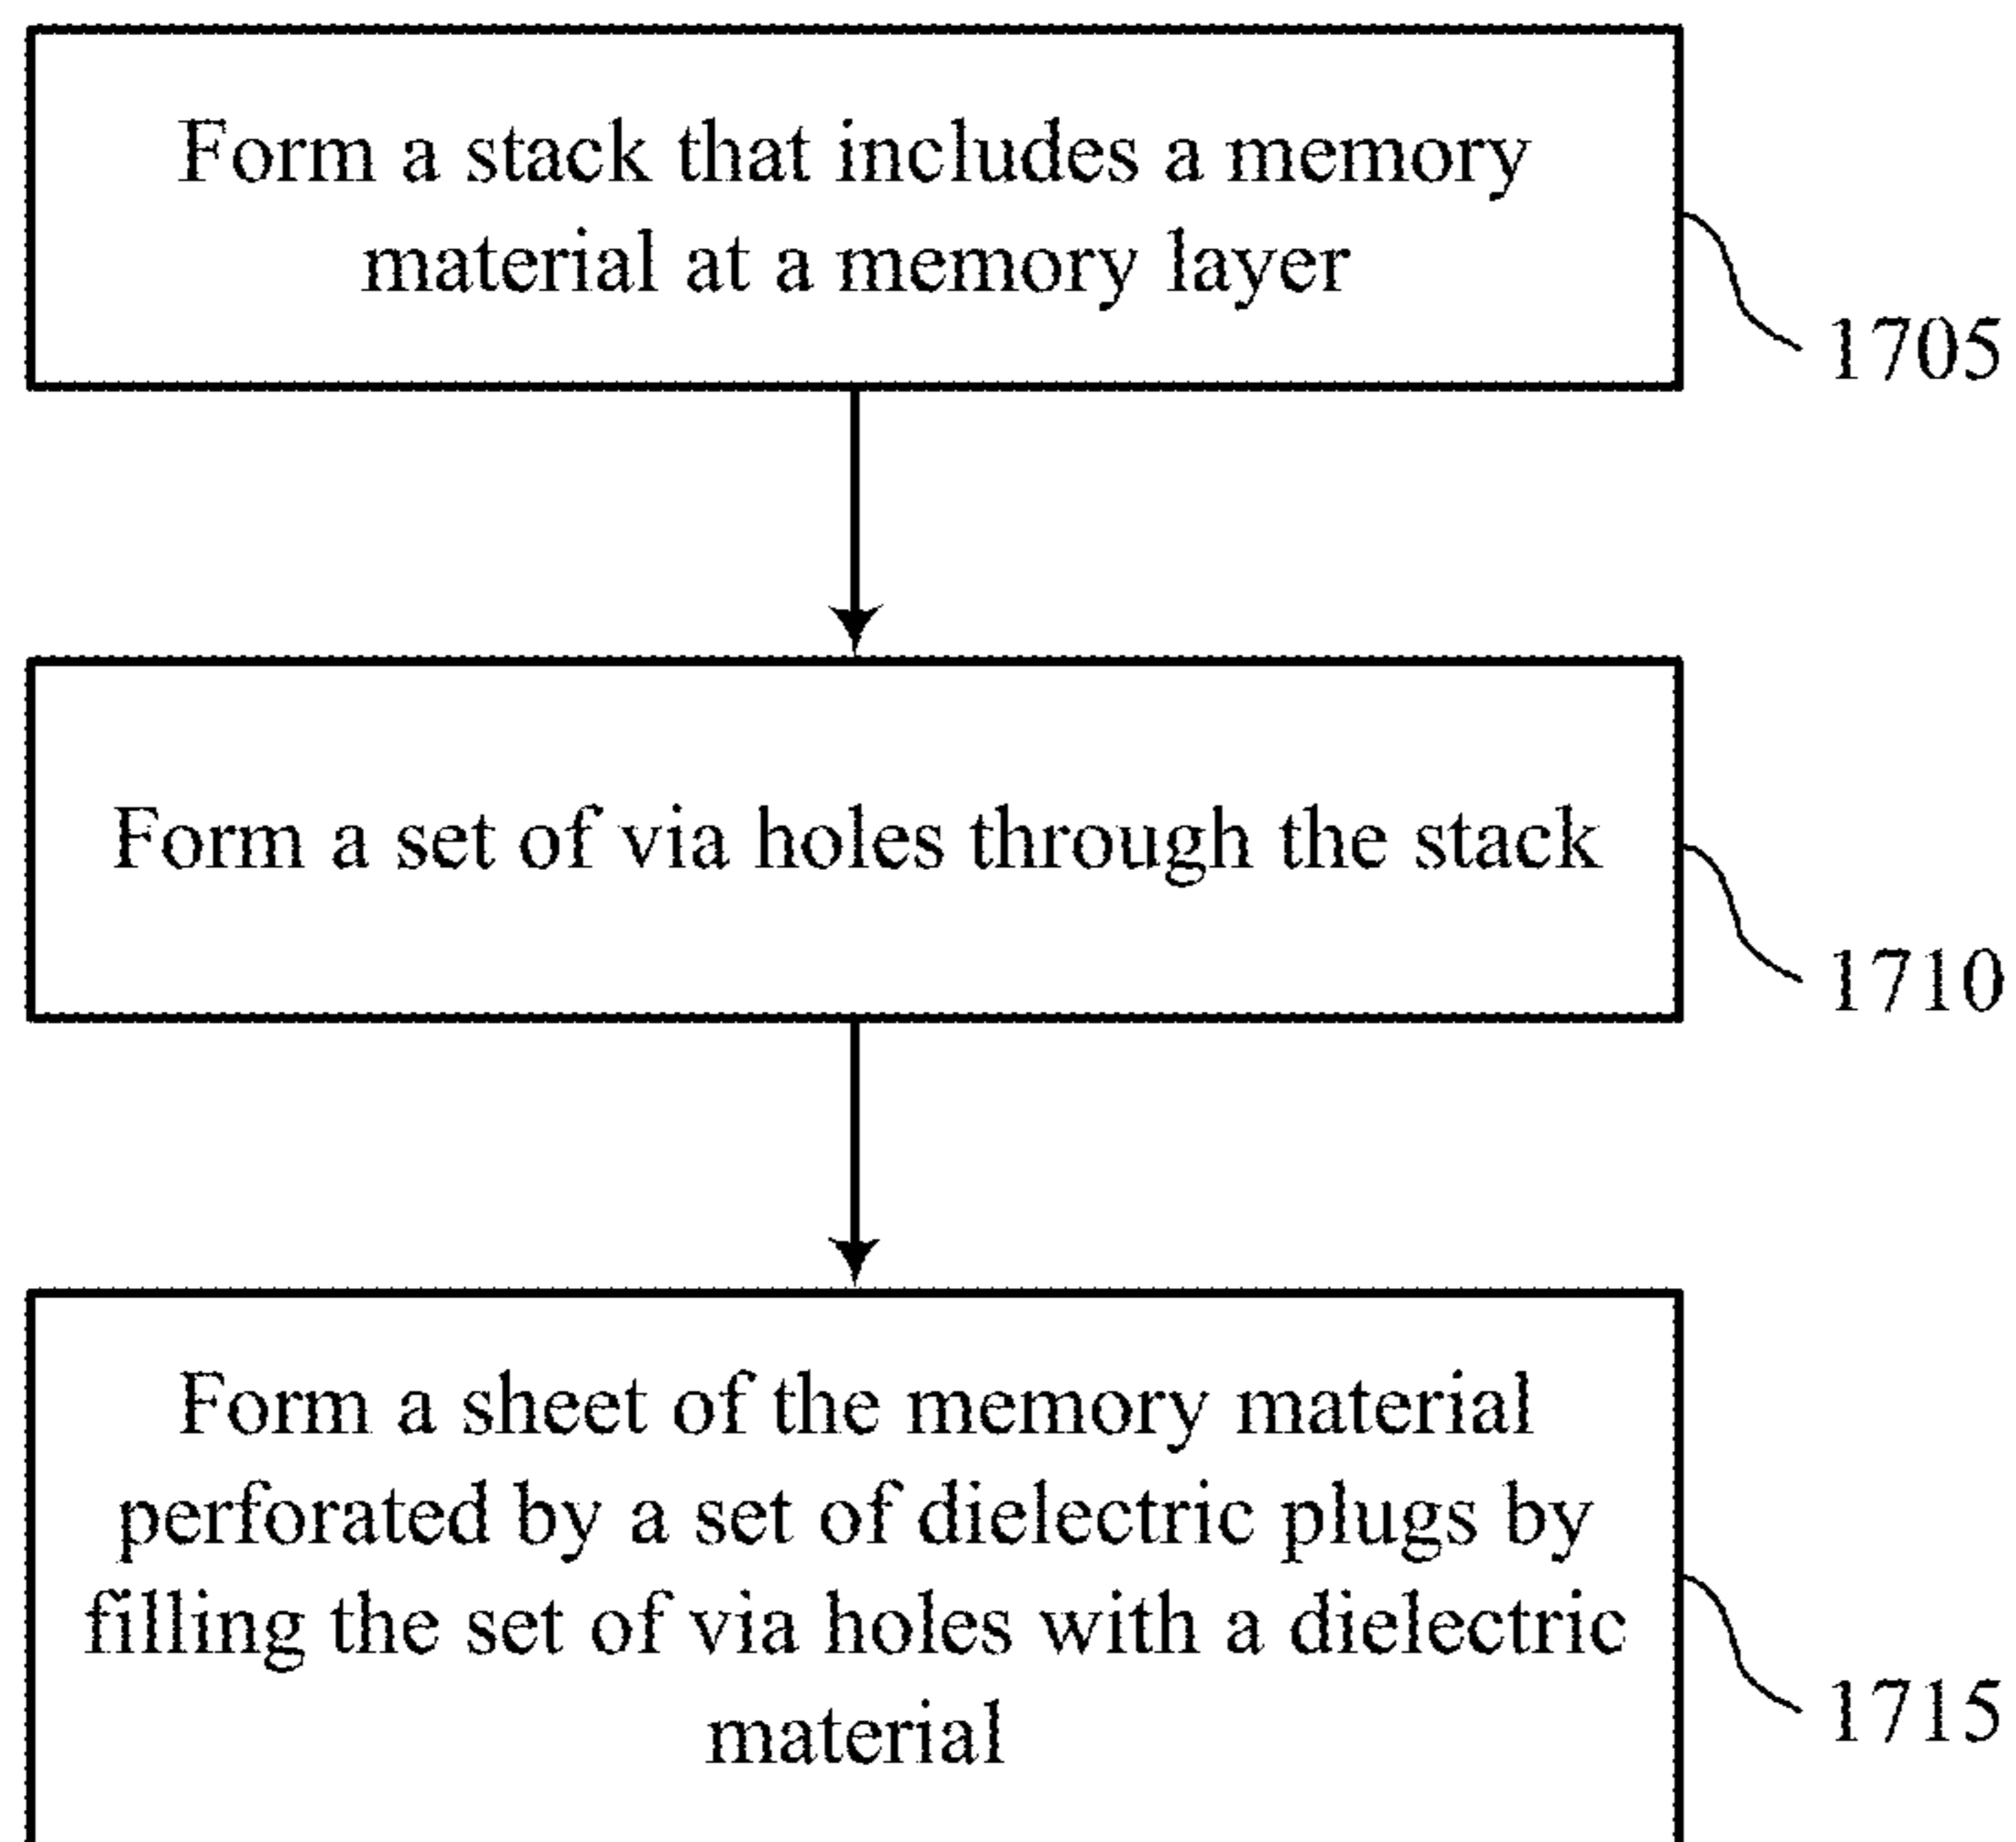 Form a stack that includes a memory
material at a memory layer
1705
Form a set of via holes through the stack
1710
Form a sheet of the memory material
perforated by a set of dielectric plugs by
filling the set of via holes with a dielectric
material
1715